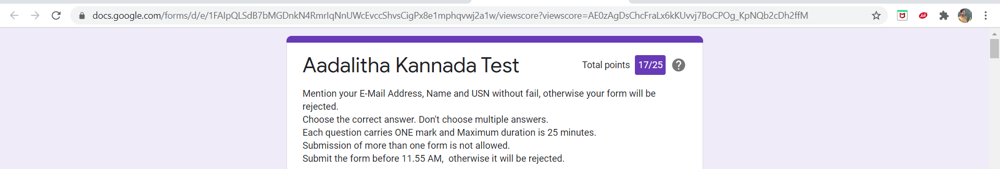 docs.google.com/forms/d/e/1FAIpQLSdB7bMGDnkN4RmrIqNnUWcEvccShvsCigPx8e1mphqvwj2a1w/viewscore?viewscore=AE0zAgDsChcFraLx6kKUvvj7BoCPOg_KpNQb2cDh2ffM
Ask
Aadalitha Kannada Test
Total points 17/25
Mention your E-Mail Address, Name and USN without fail, otherwise your form will be
rejected.
Choose the correct answer. Don't choose multiple answers.
Each question carries ONE mark and Maximum duration is 25 minutes.
Submission of more than one form is not allowed.
Submit the form before 11.55 AM,  otherwise it will be rejected.